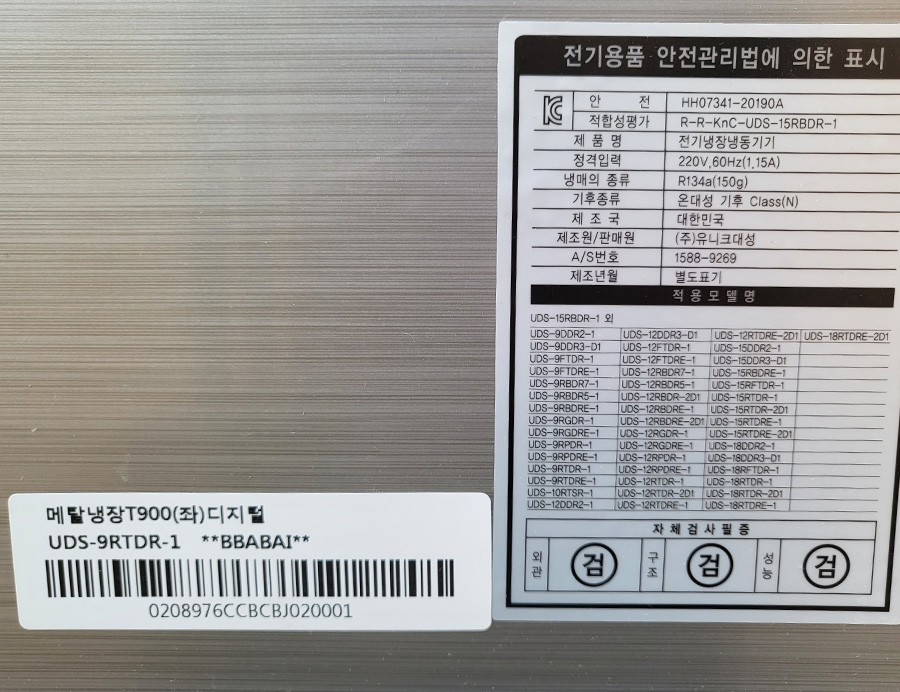 전기용품 안전관리법에 의한 표시
안 전 HH07341-20190A
적합성평가 R-R-KnC-UDS-15RBDR-1
제 품 명 전기냉장냉동기기
정격입력 220V,60Hz(1.15A)
냉매의 종류 R134a(150g)
기후종류 온대성 기후 Class(N)
제 조 국 대한민국
제조원/판매원 (주)유니크대성
A/S번호 1588-9269
제조년월 별도표기
적용모델명
UDS-15RBDR-1 외
UDS-9DDR2-1 UDS-12DDR3-D1 UDS-12RTDRE-2D1 UDS-18RTDRE-2D1
UDS-9DDR3-D1 UDS-12FTDR-1 UDS-15DDR2-1
UDS-9FTDR-1 UDS-12FTDRE-1 UDS-15DDR3-D1
UDS-9FTDRE-1 UDS-12RBDR7-1 UDS-15RBDRE-1
UDS-9RBDR7-1 UDS-12RBDR5-1 UDS-15RFTDR-1
UDS-9RBDR5-1 UDS-12RBDR-2D1 UDS-15RTDR-1
UDS-9RBDRE-1 UDS-12RBDRE-1 UDS-15RTDR-2D1
UDS-9RGDR-1 UDS-12RBDRE-2D1 UDS-15RTDRE-1
UDS-9RGDRE-1 UDS-12RGDR-1 UDS-15RTDRE-2D1
UDS-9RPDR-1 UDS-12RGDRE-1 UDS-18DDR2-1
UDS-9RPDRE-1 UDS-12RPDR-1 UDS-18DDR3-D1
UDS-9RTDR-1 UDS-12RPDRE-1 UDS-18RFTDR-1
UDS-9RTDRE-1 UDS-12RTDR-1 UDS-18RTDR-1
UDS-10RTSR-1 UDS-12RTDR-2D1 UDS-18RTDR-2D1
UDS-12DDR2-1 UDS-12RTDRE-1 UDS-18RTDRE-1
자체검사필증
외관 검 구조 검 성능 검
메탈냉장T900(좌)디지털
UDS-9RTDR-1 **BBABAI**
0208976CCBCBJ020001